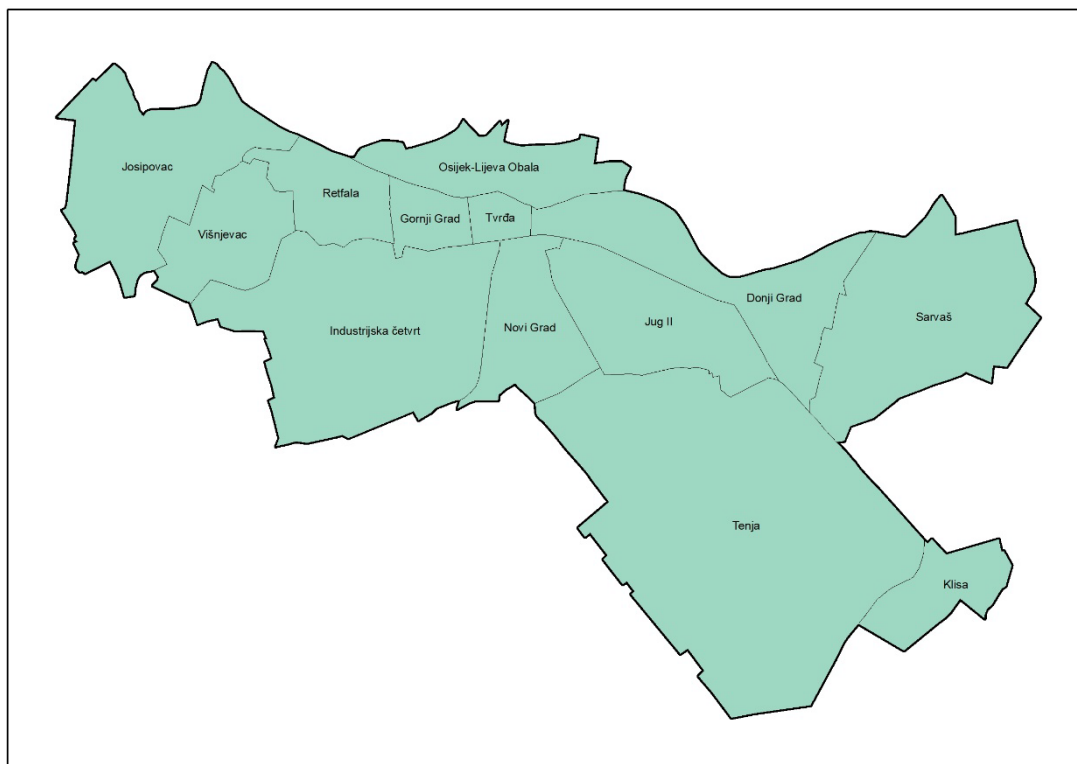 Josipovac
Osijek-Lijeva Obala
Retfala
Gornji Grad
Tvrđa
Višnjevac
Donji Grad
Sarvaš
Industrijska četvrt
Novi Grad
Jug II
Tenja
Klisa